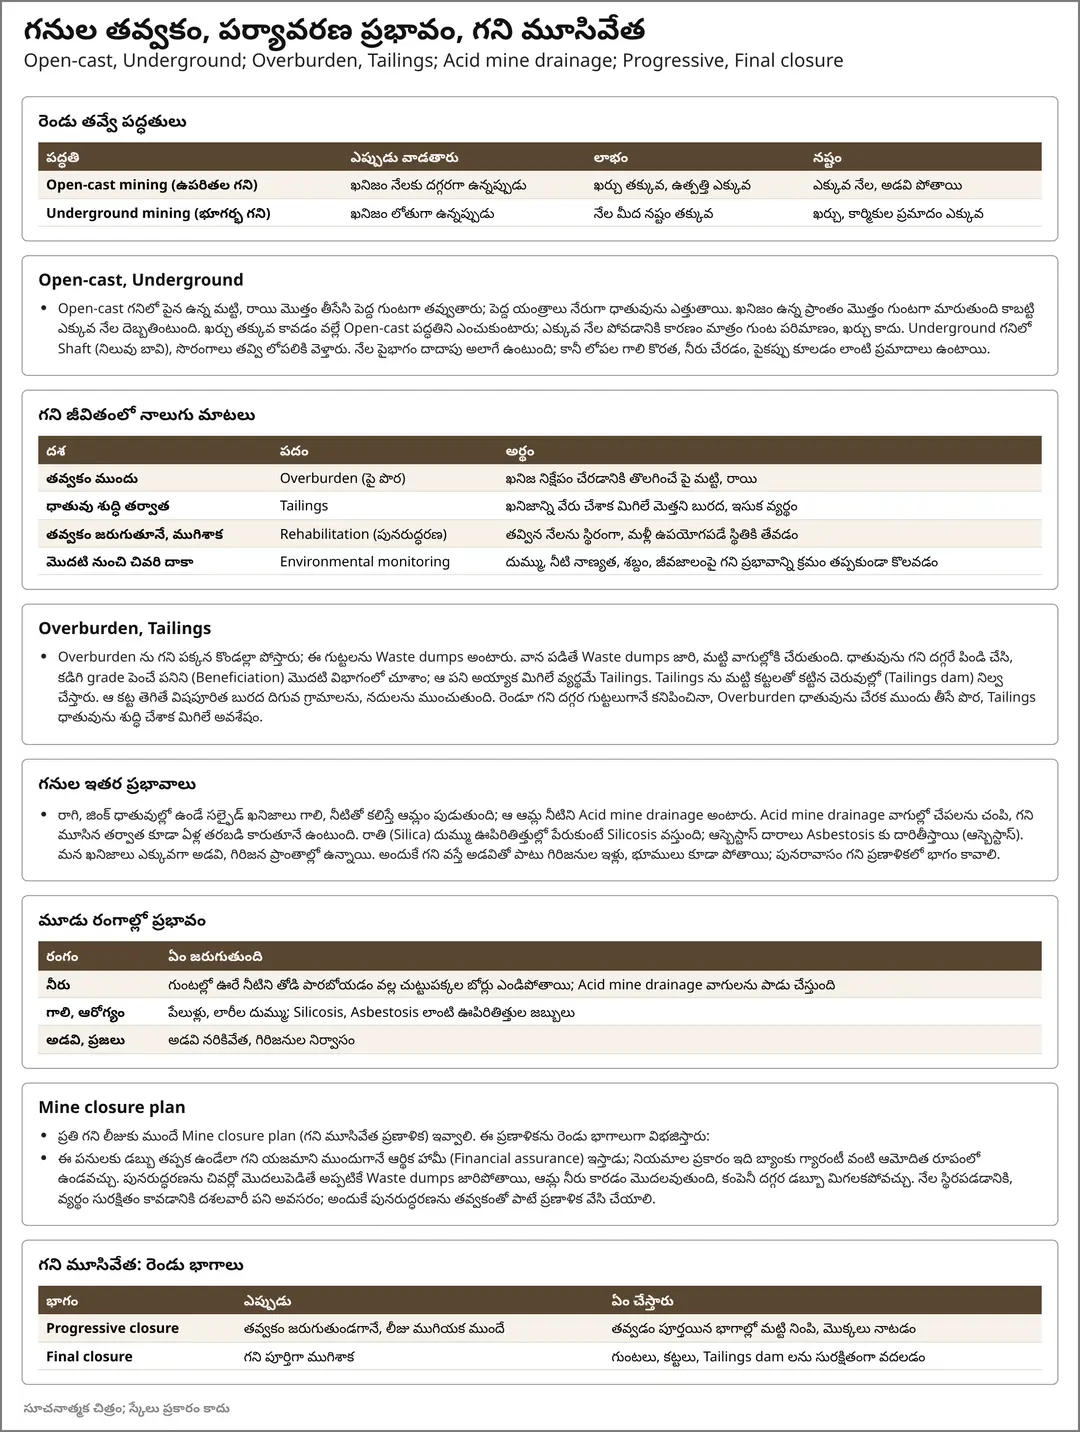 గనుల తవ్వకం, పర్యావరణ ప్రభావం, గని మూసివేత
Open-cast, Underground; Overburden, Tailings; Acid mine drainage; Progressive, Final closure
రెండు తవ్వే పద్ధతులు
పద్ధతి ఎప్పుడు వాడతారు లాభం నష్టం
Open-cast mining (ఉపరితల గని) ఖనిజం నేలకు దగ్గరగా ఉన్నప్పుడు ఖర్చు తక్కువ, ఉత్పత్తి ఎక్కువ ఎక్కువ నేల, అడవి పోతాయి
Underground mining (భూగర్భ గని) ఖనిజం లోతుగా ఉన్నప్పుడు నేల మీద నష్టం తక్కువ ఖర్చు, కార్మికుల ప్రమాదం ఎక్కువ
Open-cast, Underground
• Open-cast గనిలో పైన ఉన్న మట్టి, రాయి మొత్తం తీసేసి పెద్ద గుంటగా తవ్వుతారు; పెద్ద యంత్రాలు నేరుగా ధాతువును ఎత్తుతాయి. ఖనిజం ఉన్న ప్రాంతం మొత్తం గుంటగా మారుతుంది కాబట్టి
ఎక్కువ నేల దెబ్బతింటుంది. ఖర్చు తక్కువ కావడం వల్లే Open-cast పద్ధతిని ఎంచుకుంటారు; ఎక్కువ నేల పోవడానికి కారణం మాత్రం గుంట పరిమాణం, ఖర్చు కాదు. Underground గనిలో
Shaft (నిలువు బావి), సొరంగాలు తవ్వి లోపలికి వెళ్తారు. నేల పైభాగం దాదాపు అలాగే ఉంటుంది; కానీ లోపల గాలి కొరత, నీరు చేరడం, పైకప్పు కూలడం లాంటి ప్రమాదాలు ఉంటాయి.
గని జీవితంలో నాలుగు మాటలు
దశ పదం అర్థం
తవ్వకం ముందు Overburden (పై పొర) ఖనిజ నిక్షేపం చేరడానికి తొలగించే పై మట్టి, రాయి
ధాతువు శుద్ధి తర్వాత Tailings ఖనిజాన్ని వేరు చేశాక మిగిలే మెత్తని బురద, ఇసుక వ్యర్థం
తవ్వకం జరుగుతూనే, ముగిశాక Rehabilitation (పునరుద్ధరణ) తవ్విన నేలను స్థిరంగా, మళ్లీ ఉపయోగపడే స్థితికి తేవడం
మొదటి నుంచి చివరి దాకా Environmental monitoring దుమ్ము, నీటి నాణ్యత, శబ్దం, జీవజాలంపై గని ప్రభావాన్ని క్రమం తప్పకుండా కొలవడం
Overburden, Tailings
• Overburden ను గని పక్కన కొండల్లా పోస్తారు; ఈ గుట్టలను Waste dumps అంటారు. వాన పడితే Waste dumps జారి, మట్టి వాగుల్లోకి చేరుతుంది. ధాతువును గని దగ్గరే పిండి చేసి,
కడిగి grade పెంచే పనిని (Beneficiation) మొదటి విభాగంలో చూశాం; ఆ పని అయ్యాక మిగిలే వ్యర్థమే Tailings. Tailings ను మట్టి కట్టలతో కట్టిన చెరువుల్లో (Tailings dam) నిల్వ
చేస్తారు. ఆ కట్ట తెగితే విషపూరిత బురద దిగువ గ్రామాలను, నదులను ముంచుతుంది. రెండూ గని దగ్గర గుట్టలుగానే కనిపించినా, Overburden ధాతువును చేరక ముందు తీసే పొర, Tailings
ధాతువును శుద్ధి చేశాక మిగిలే అవశేషం.
గనుల ఇతర ప్రభావాలు
• రాగి, జింక్ ధాతువుల్లో ఉండే సల్ఫైడ్ ఖనిజాలు గాలి, నీటితో కలిస్తే ఆమ్లం పుడుతుంది; ఆ ఆమ్ల నీటిని Acid mine drainage అంటారు. Acid mine drainage వాగుల్లో చేపలను చంపి, గని
మూసిన తర్వాత కూడా ఏళ్ల తరబడి కారుతూనే ఉంటుంది. రాతి (Silica) దుమ్ము ఊపిరితిత్తుల్లో పేరుకుంటే Silicosis వస్తుంది; ఆస్బెస్టాస్ దారాలు Asbestosis కు దారితీస్తాయి (ఆస్బెస్టాస్).
మన ఖనిజాలు ఎక్కువగా అడవి, గిరిజన ప్రాంతాల్లో ఉన్నాయి. అందుకే గని వస్తే అడవితో పాటు గిరిజనుల ఇళ్లు, భూములు కూడా పోతాయి; పునరావాసం గని ప్రణాళికలో భాగం కావాలి.
మూడు రంగాల్లో ప్రభావం
రంగం ఏం జరుగుతుంది
నీరు గుంటల్లో ఊరే నీటిని తోడి పారబోయడం వల్ల చుట్టుపక్కల బోర్లు ఎండిపోతాయి; Acid mine drainage వాగులను పాడు చేస్తుంది
గాలి, ఆరోగ్యం పేలుళ్లు, లారీల దుమ్ము; Silicosis, Asbestosis లాంటి ఊపిరితిత్తుల జబ్బులు
అడవి, ప్రజలు అడవి నరికివేత, గిరిజనుల నిర్వాసం
Mine closure plan
• ప్రతి గని లీజుకు ముందే Mine closure plan (గని మూసివేత ప్రణాళిక) ఇవ్వాలి. ఈ ప్రణాళికను రెండు భాగాలుగా విభజిస్తారు:
• ఈ పనులకు డబ్బు తప్పక ఉండేలా గని యజమాని ముందుగానే ఆర్థిక హామీ (Financial assurance) ఇస్తాడు; నియమాల ప్రకారం ఇది బ్యాంకు గ్యారంటీ వంటి ఆమోదిత రూపంలో
ఉండవచ్చు. పునరుద్ధరణను చివర్లో మొదలుపెడితే అప్పటికే Waste dumps జారిపోతాయి, ఆమ్ల నీరు కారడం మొదలవుతుంది, కంపెనీ దగ్గర డబ్బూ మిగలకపోవచ్చు. నేల స్థిరపడడానికి,
వ్యర్థం సురక్షితం కావడానికి దశలవారీ పని అవసరం; అందుకే పునరుద్ధరణను తవ్వకంతో పాటే ప్రణాళిక వేసి చేయాలి.
గని మూసివేత: రెండు భాగాలు
భాగం ఎప్పుడు ఏం చేస్తారు
Progressive closure తవ్వకం జరుగుతుండగానే, లీజు ముగియక ముందే తవ్వడం పూర్తయిన భాగాల్లో మట్టి నింపి, మొక్కలు నాటడం
Final closure గని పూర్తిగా ముగిశాక గుంటలు, కట్టలు, Tailings dam లను సురక్షితంగా వదలడం
సూచనాత్మక చిత్రం; స్కేలు ప్రకారం కాదు